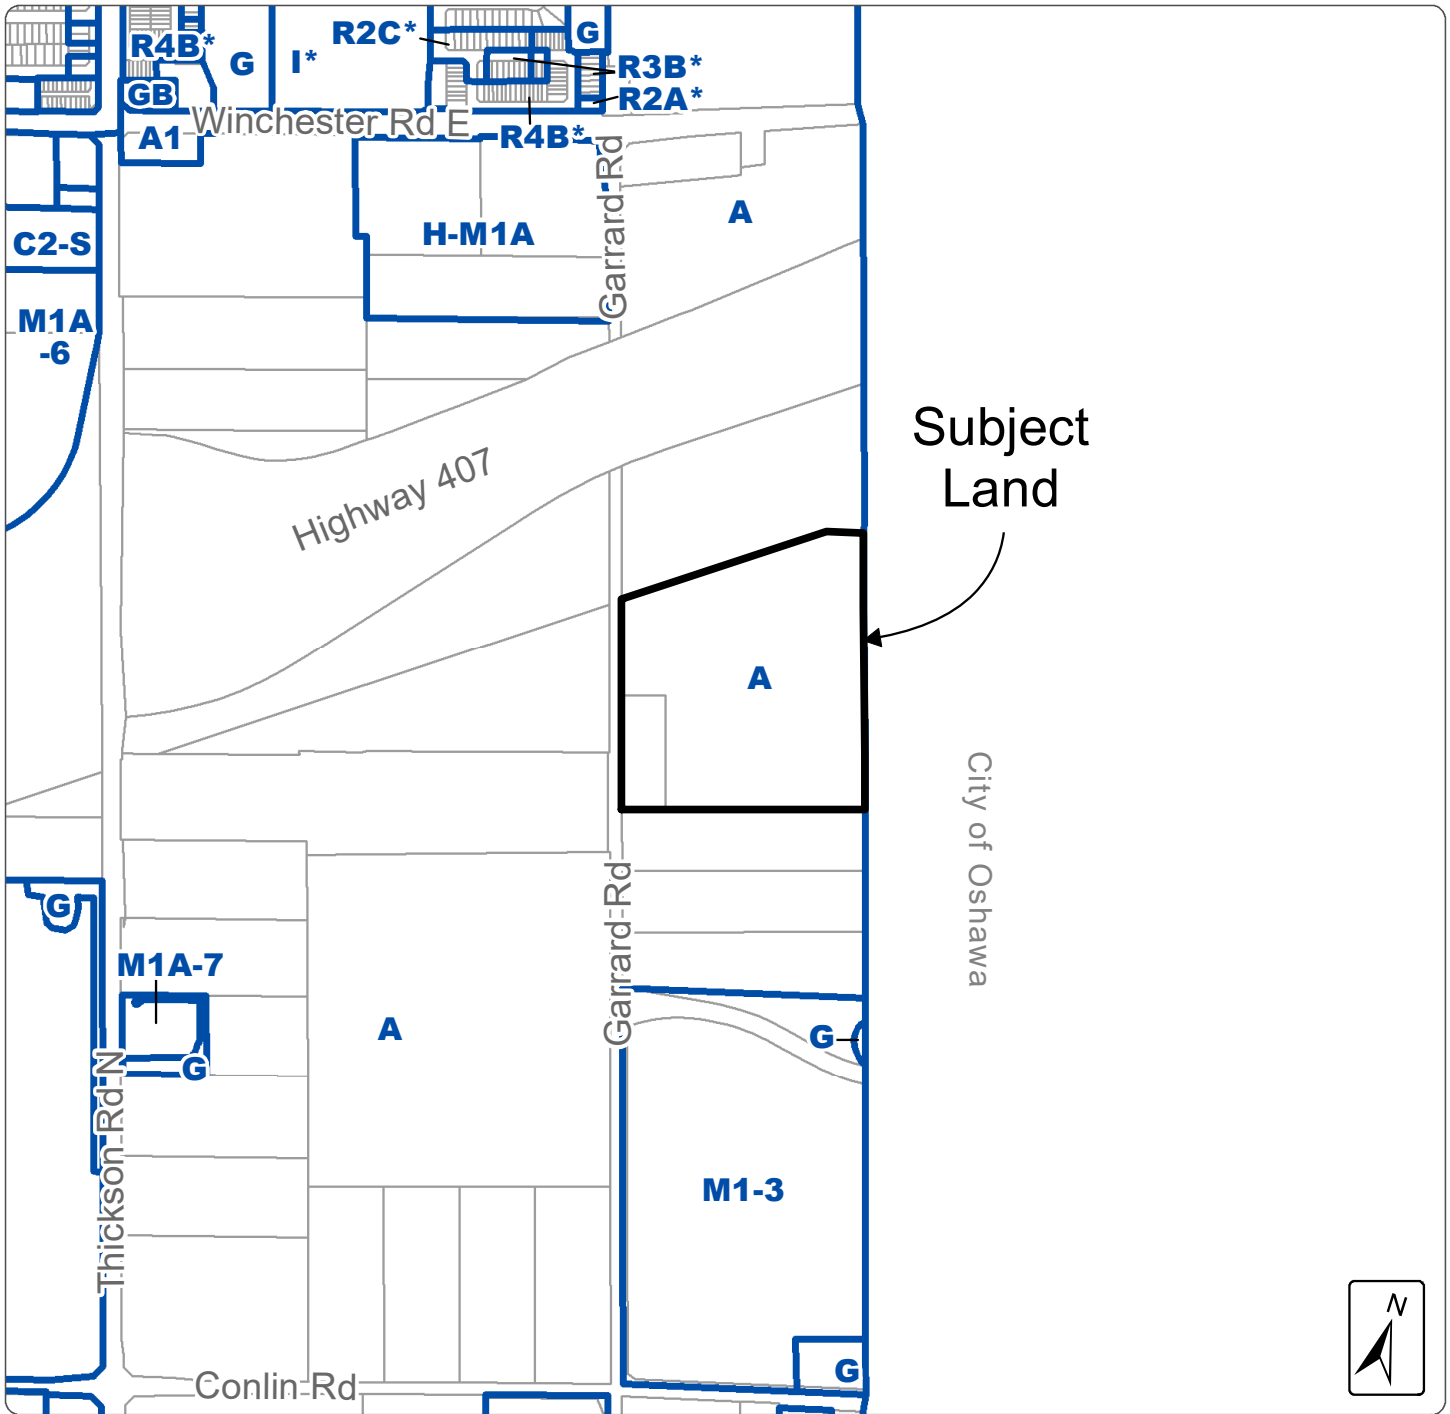 R2C*
G
R4B*
G
I*
R3B*
GB
R2A*
Winchester Rd E
A1
R4B*
Garrard Rd
A
H-M1A
C2-S
M1A
-6
Subject
Land
Highway 407
A
City of Oshawa
G
Garrard Rd
M1A-7
A
G
G
Thickson Rd N
M1-3
N
G
Conlin Rd